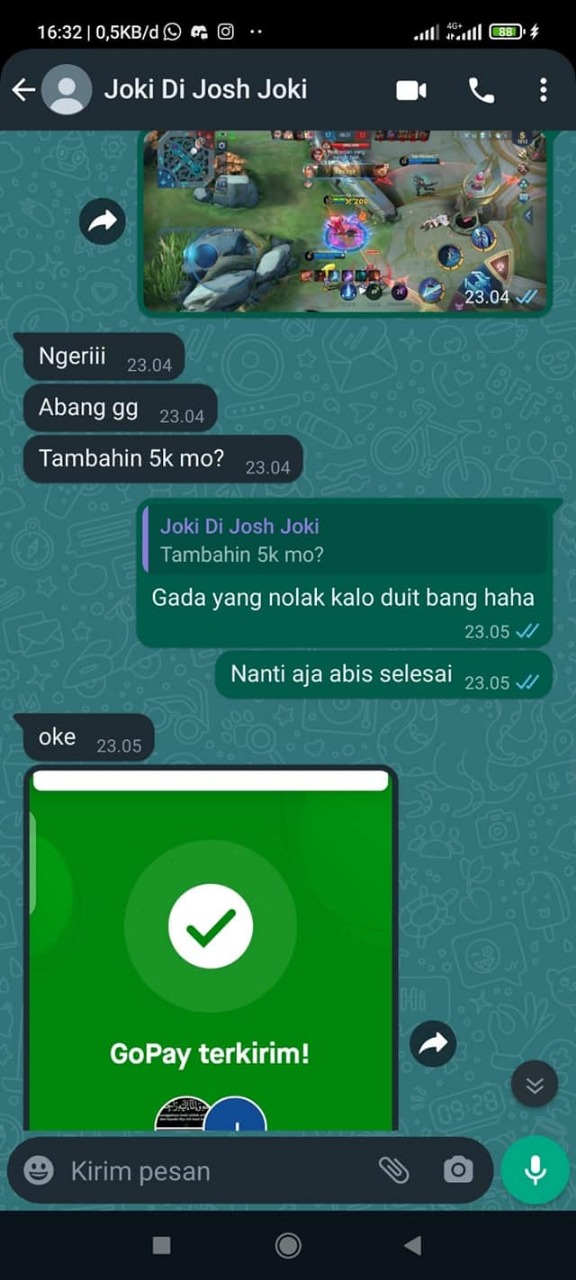 16:32 | 0,5KB/d
4G+
88
Joki Di Josh Joki
23.04
Ngeriii 23.04
Abang gg 23.04
Tambahin 5k mo? 23.04
Joki Di Josh Joki
Tambahin 5k mo?
Gada yang nolak kalo duit bang haha
23.05
Nanti aja abis selesai 23.05
oke 23.05
GoPay terkirim!
Kirim pesan